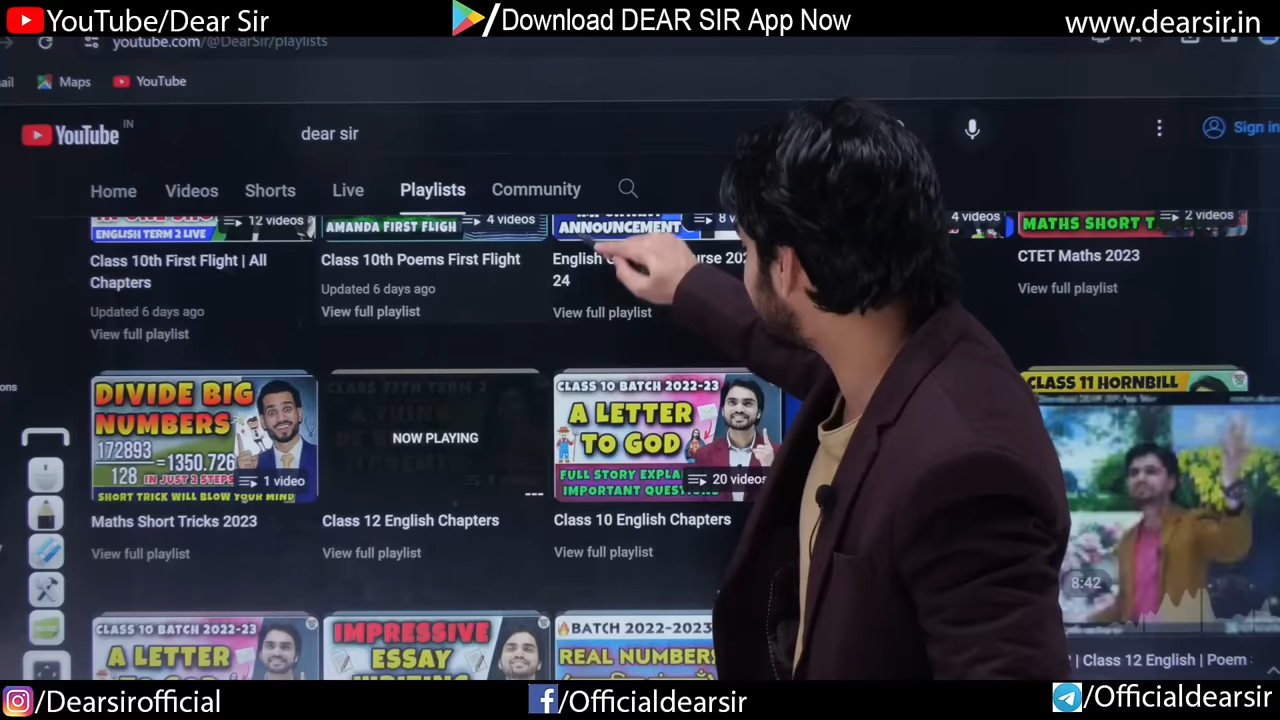 YouTube/Dear Sir
/Download DEAR SIR App Now
www.dearsir.in
youtube.com/@DearSir/playlists
Maps
YouTube
YouTube IN
dear sir
Sign in
Home
Videos
Shorts
Live
Playlists
Community
12 videos
ENGLISH TERM 2 LIVE
4 videos
AMANDA FIRST FLIGH
ANNOUNCEMENT
4 videos
2 videos
MATHS SHORT T
Class 10th First Flight | All
Chapters
Updated 6 days ago
View full playlist
Class 10th Poems First Flight
Updated 6 days ago
View full playlist
English
24
View full playlist
CTET Maths 2023
View full playlist
DIVIDE BIG
NUMBERS
172893
128
=1350.726
IN JUST 2 STEPS
1 video
SHORT TRICK WILL BLOW YOUR MIND
Maths Short Tricks 2023
View full playlist
NOW PLAYING
Class 12 English Chapters
View full playlist
CLASS 10 BATCH 2022-23
A LETTER
TO GOD
FULL STORY EXPLA
IMPORTANT QUEST
20 videos
Class 10 English Chapters
View full playlist
CLASS 11 HORNBILL
8:42
| Class 12 English | Poem
CLASS 10 BATCH 2022-23
A LETTER
IMPRESSIVE
ESSAY
BATCH 2022-23
REAL NUMBERS
/Dearsirofficial
/Officialdearsir
/Officialdearsir